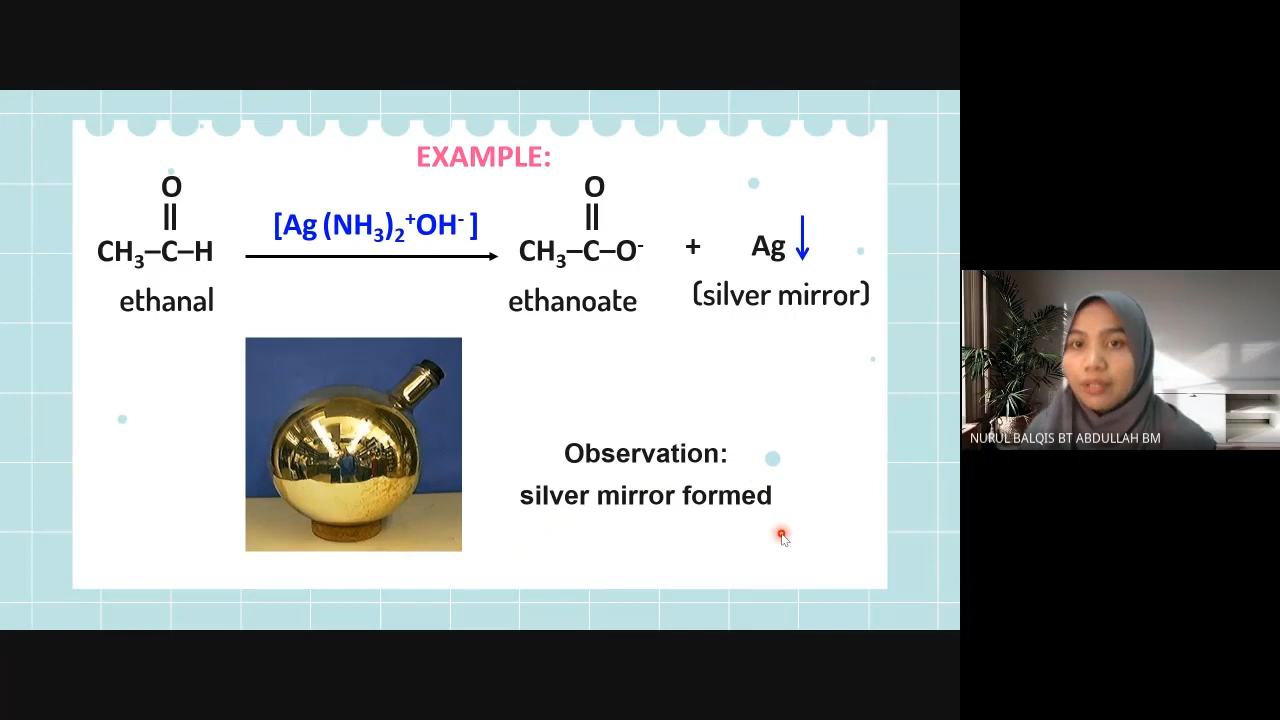 EXAMPLE:
O
||
CH₃–C–H
ethanal
[Ag (NH₃)₂⁺OH⁻ ]
O
||
CH₃–C–O⁻
ethanoate
+
Ag ↓
(silver mirror)
Observation:
silver mirror formed
NURUL BALQIS BT ABDULLAH BM